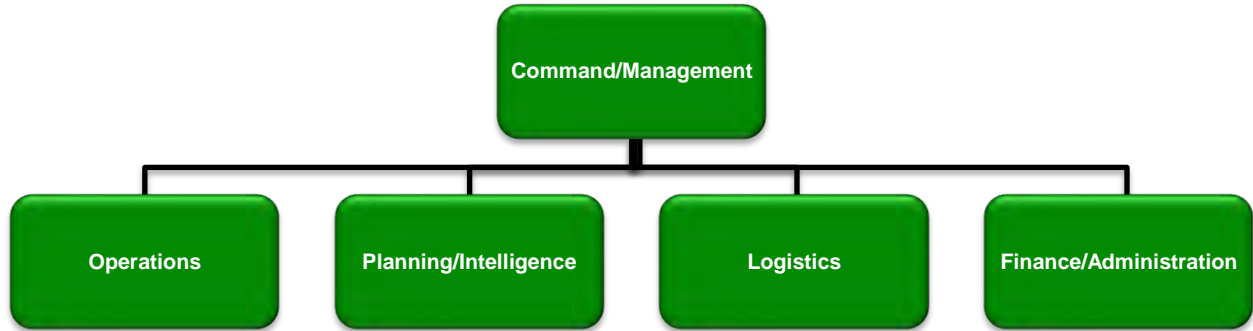 Command/Management
Operations
Planning/Intelligence
Logistics
Finance/Administration